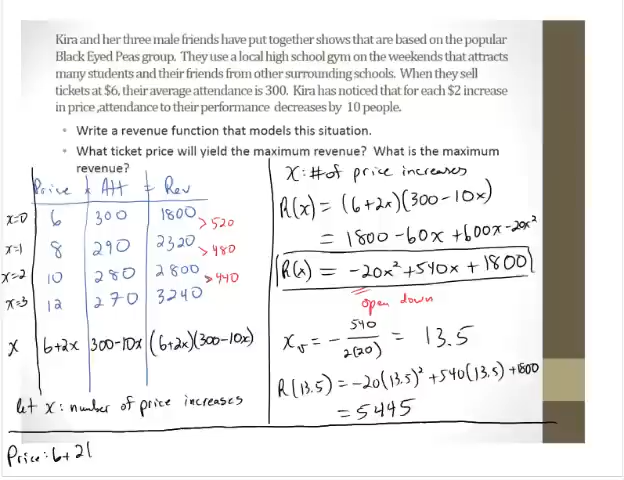 Kira and her three male friends have put together shows that are based on the popular
Black Eyed Peas group. They use a local high school gym on the weekends that attracts
many students and their friends from other surrounding schools. When they sell
tickets at $6, their average attendance is 300. Kira has noticed that for each $2 increase
in price ,attendance to their performance decreases by 10 people.
• Write a revenue function that models this situation.
• What ticket price will yield the maximum revenue? What is the maximum
revenue?
Price x Att = Rev
x=0 6 300 1800
>520
x=1 8 290 2320
>480
x=2 10 280 2800
>440
x=3 12 270 3240
x 6+2x 300-10x (6+2x)(300-10x)
let x: number of price increases
x: # of price increases
R(x) = (6+2x)(300-10x)
= 1800-60x+600x-20x²
R(x) = -20x²+540x+1800
open down
xᵥ = - 540/2(20) = 13.5
R(13.5) = -20(13.5)²+540(13.5)+1800
= 5445
Price: 6+2(